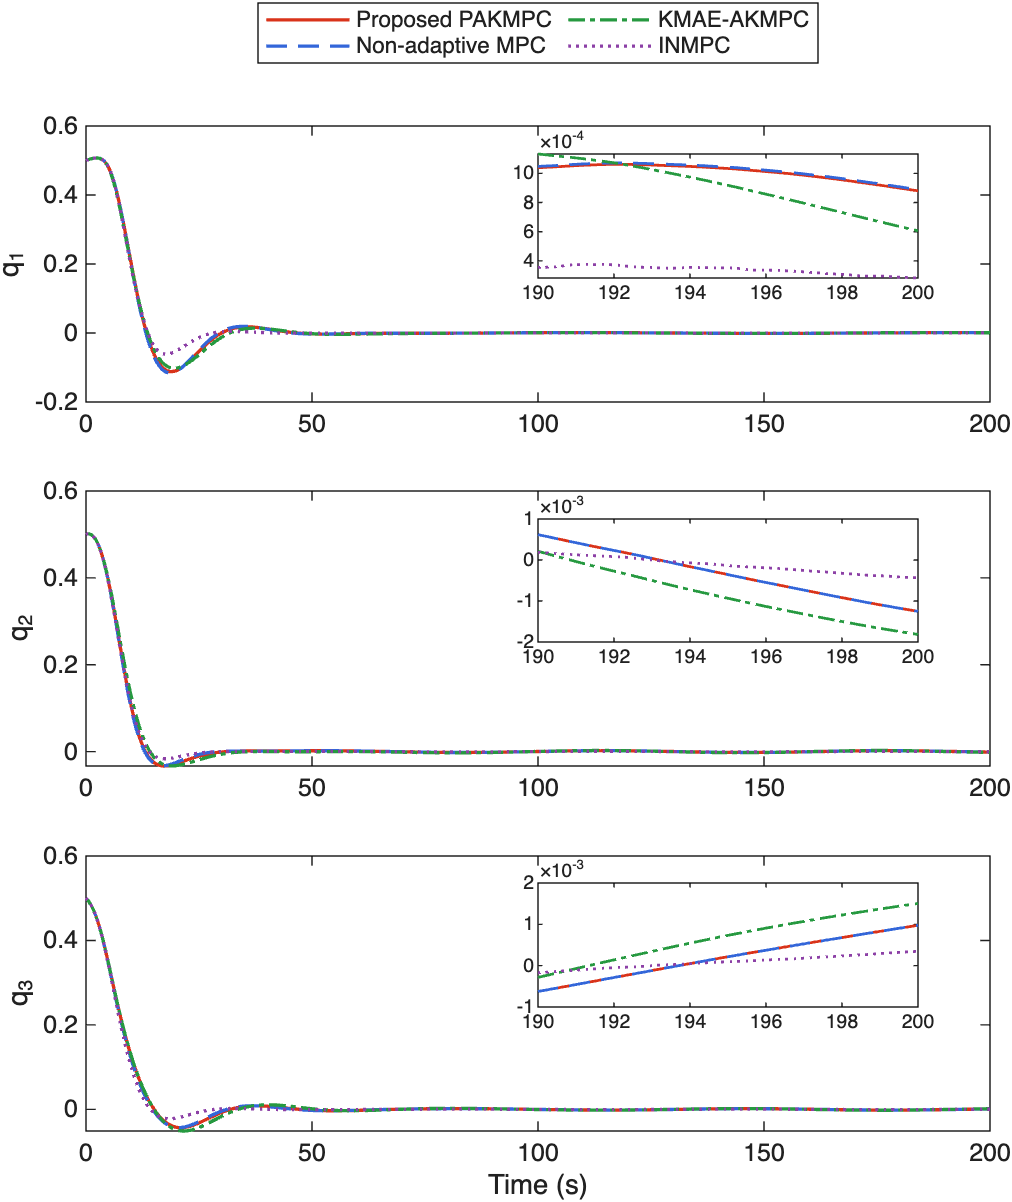 Proposed PAKMPC KMAE-AKMPC
Non-adaptive MPC INMPC
0.6
0.4
0.2
0
-0.2
q1
0 50 100 150 200
×10-4
10
8
6
4
190 192 194 196 198 200
0.6
0.4
0.2
0
q2
0 50 100 150 200
×10-3
1
0
-1
-2
190 192 194 196 198 200
0.6
0.4
0.2
0
q3
0 50 100 150 200
×10-3
2
1
0
-1
190 192 194 196 198 200
Time (s)